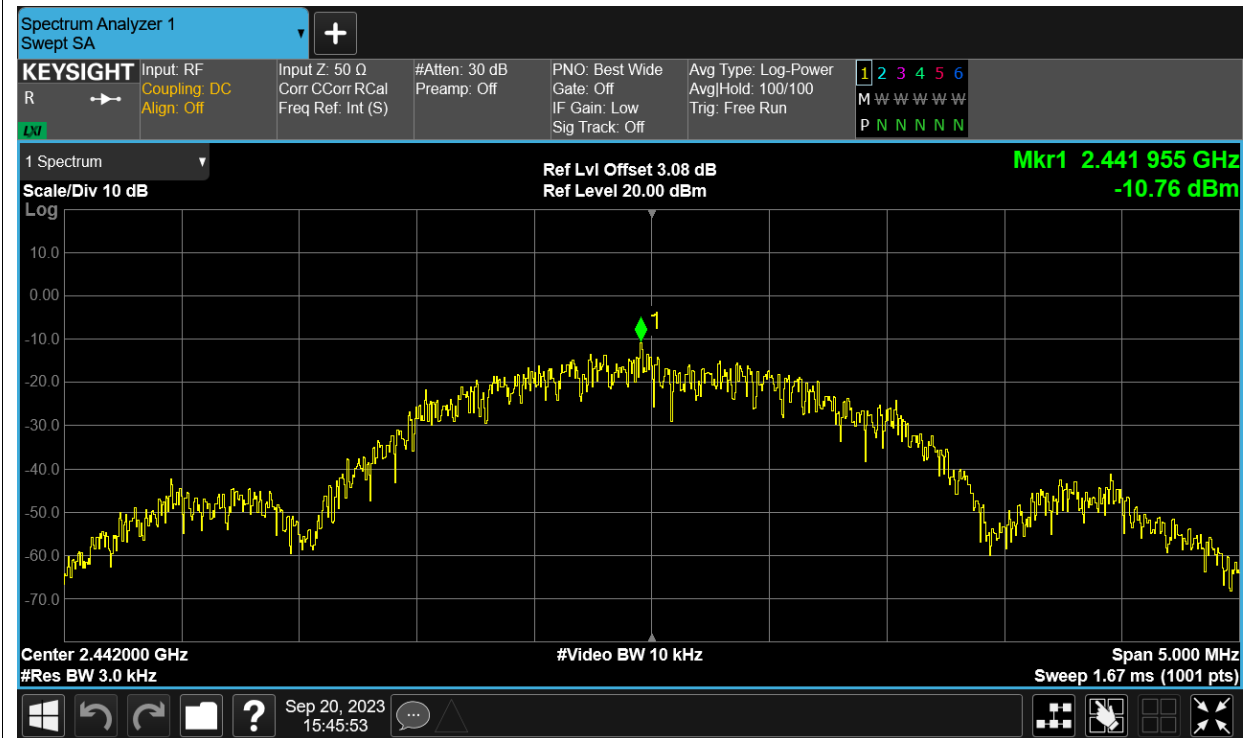 Spectrum Analyzer 1
Swept SA
KEYSIGHT
R
LXI
Input: RF
Coupling: DC
Align: Off
Input Z: 50 Ω
Corr CCorr RCal
Freq Ref: Int (S)
#Atten: 30 dB
Preamp: Off
PNO: Best Wide
Gate: Off
IF Gain: Low
Sig Track: Off
Avg Type: Log-Power
Avg|Hold: 100/100
Trig: Free Run
1 2 3 4 5 6
M W W W W W
P N N N N N
1 Spectrum
Scale/Div 10 dB
Ref Lvl Offset 3.08 dB
Ref Level 20.00 dBm
Mkr1 2.441 955 GHz
-10.76 dBm
Log
10.0
0.00
1
-10.0
-20.0
-30.0
-40.0
-50.0
-60.0
-70.0
Center 2.442000 GHz
#Video BW 10 kHz
Span 5.000 MHz
#Res BW 3.0 kHz
Sweep 1.67 ms (1001 pts)
?
Sep 20, 2023
15:45:53